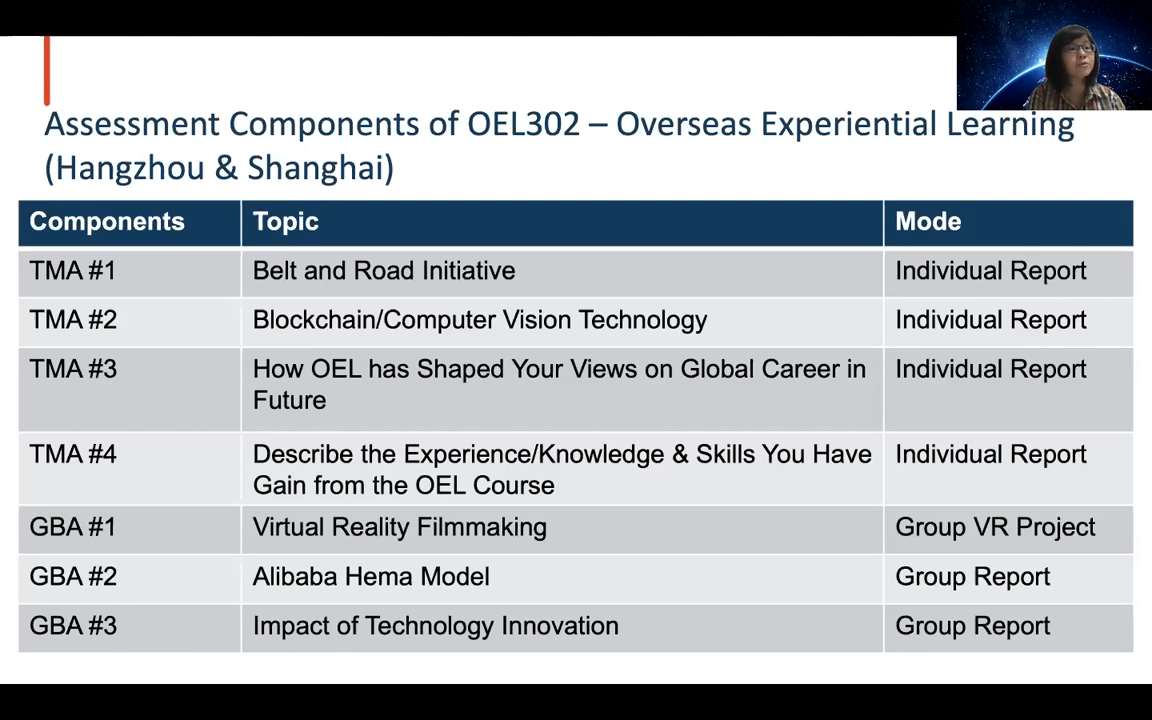 Assessment Components of OEL302 – Overseas Experiential Learning
(Hangzhou & Shanghai)
Components Topic Mode
TMA #1 Belt and Road Initiative Individual Report
TMA #2 Blockchain/Computer Vision Technology Individual Report
TMA #3 How OEL has Shaped Your Views on Global Career in Individual Report
Future
TMA #4 Describe the Experience/Knowledge & Skills You Have Individual Report
Gain from the OEL Course
GBA #1 Virtual Reality Filmmaking Group VR Project
GBA #2 Alibaba Hema Model Group Report
GBA #3 Impact of Technology Innovation Group Report